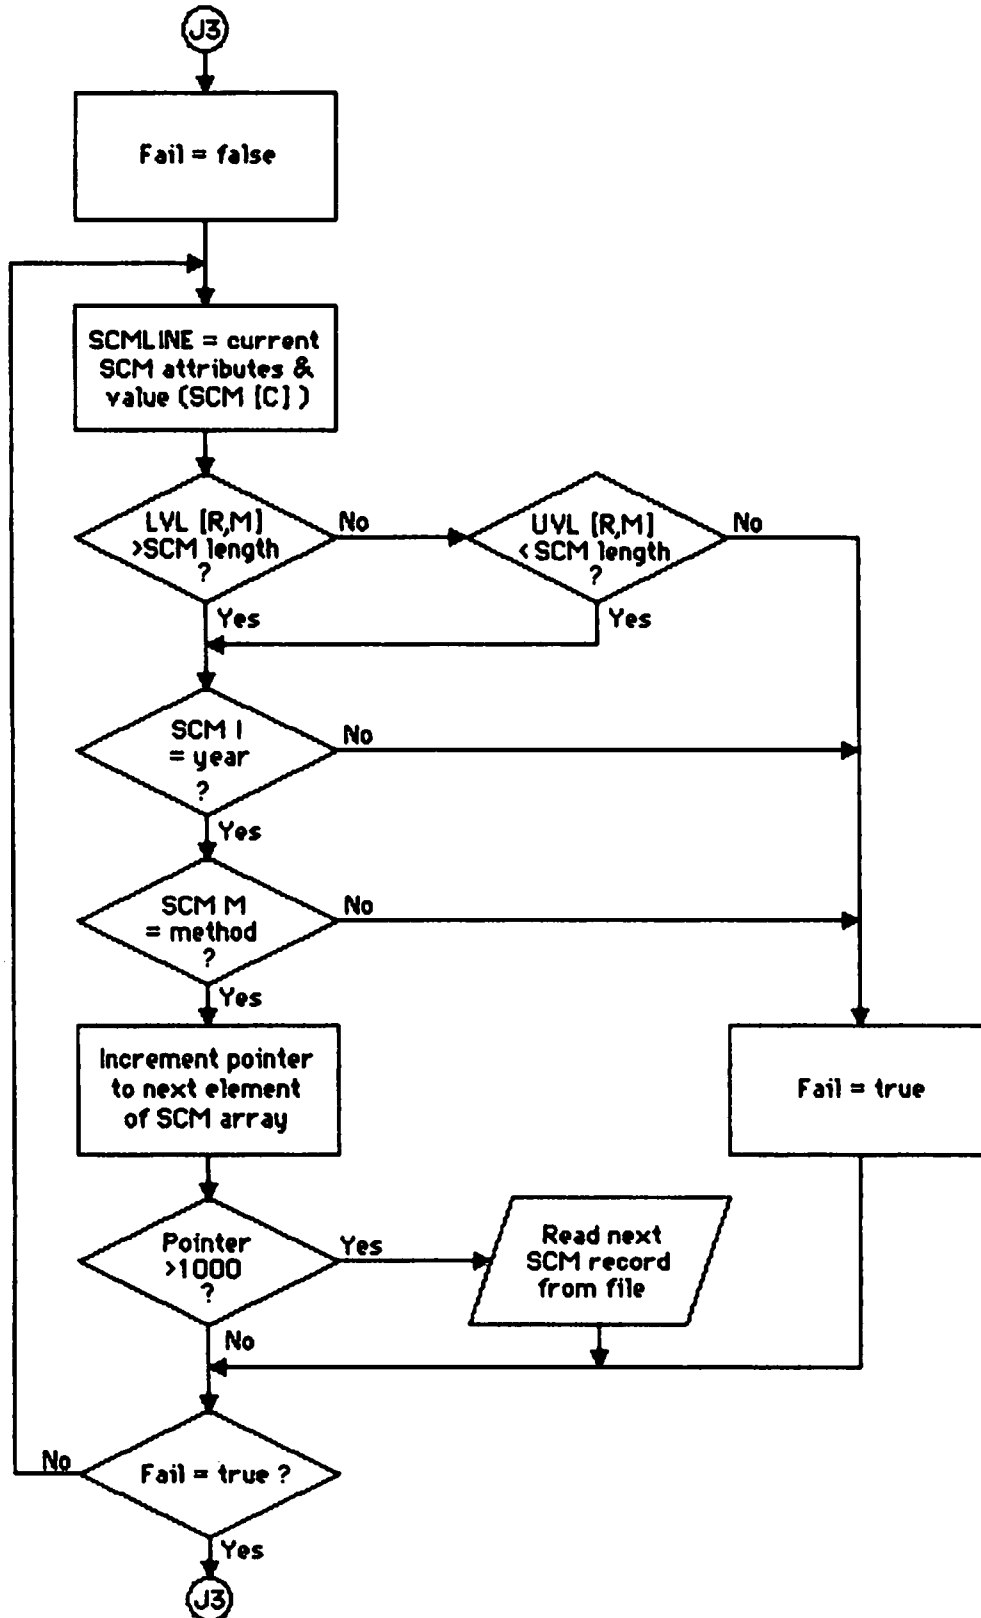 J3
Fail = false
SCMLINE = current
SCM attributes &
value (SCM [C] )
LVL [R,M]
>SCM length
?
No
UVL [R,M]
< SCM length
?
No
Yes
Yes
SCM I
= year
?
No
Yes
SCM M
= method
?
No
Yes
Increment pointer
to next element
of SCM array
Fail = true
Pointer
>1000
?
Yes
Read next
SCM record
from file
No
Fail = true ?
No
Yes
J3